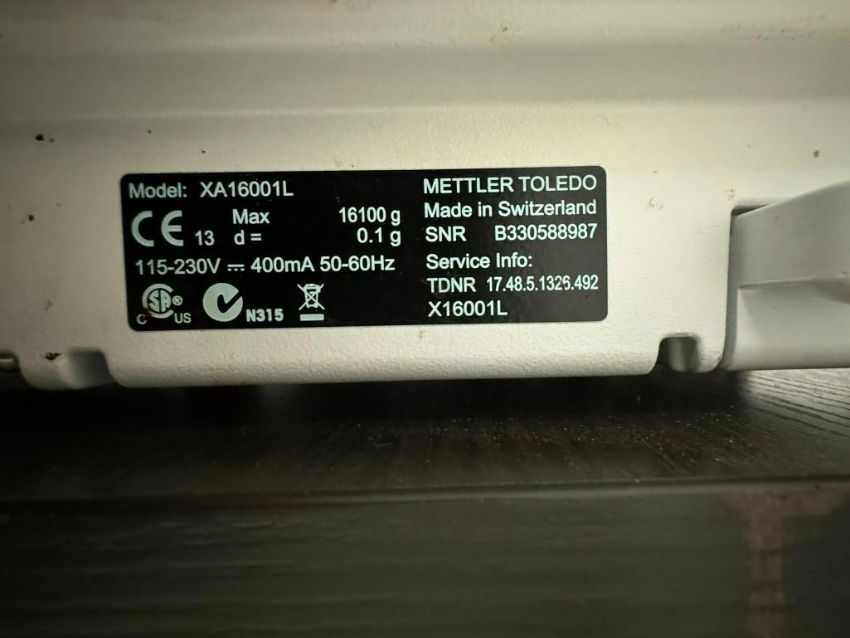 Model: XA16001L
CE 13
Max 16100 g
d = 0.1 g
115-230V ⎓ 400mA 50-60Hz
C SA ® US
N315
METTLER TOLEDO
Made in Switzerland
SNR B330588987
Service Info:
TDNR 17.48.5.1326.492
X16001L